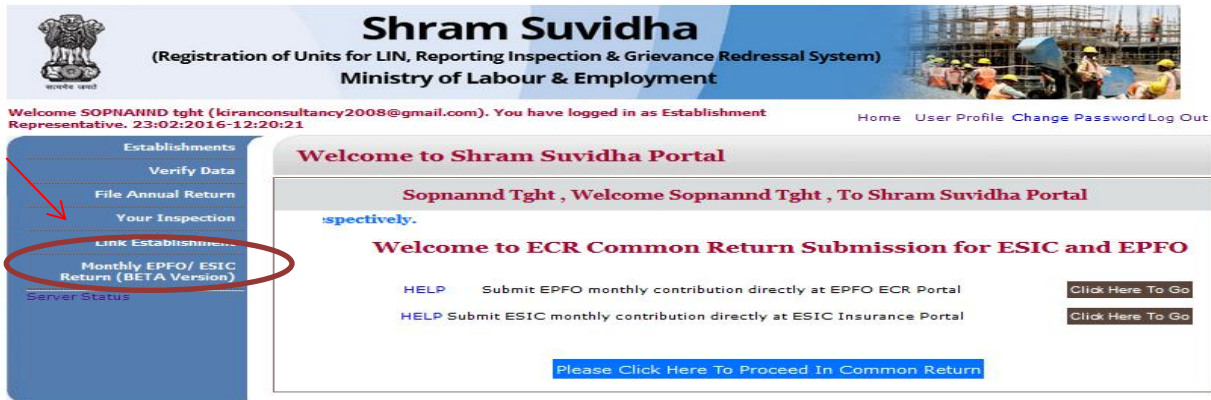 Shram Suvidha
(Registration of Units for LIN, Reporting Inspection & Grievance Redressal System)
Ministry of Labour & Employment
सत्यमेव जयते
Welcome SOPNANND tght (kiranconsultancy2008@gmail.com). You have logged in as Establishment
Representative. 23:02:2016-12:20:21
Home User Profile Change Password Log Out
Establishments
Verify Data
File Annual Return
Your Inspection
Link Establishment
Monthly EPFO/ ESIC
Return (BETA Version)
Server Status
Welcome to Shram Suvidha Portal
Sopnannd Tght , Welcome Sopnannd Tght , To Shram Suvidha Portal
spectively.
Welcome to ECR Common Return Submission for ESIC and EPFO
HELP Submit EPFO monthly contribution directly at EPFO ECR Portal Click Here To Go
HELP Submit ESIC monthly contribution directly at ESIC Insurance Portal Click Here To Go
Please Click Here To Proceed In Common Return